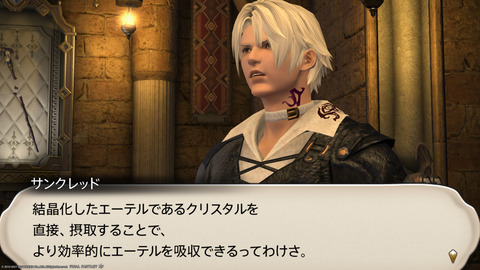 サンクレッド
結晶化したエーテルであるクリスタルを
直接、摂取することで、
より効率的にエーテルを吸収できるってわけさ。